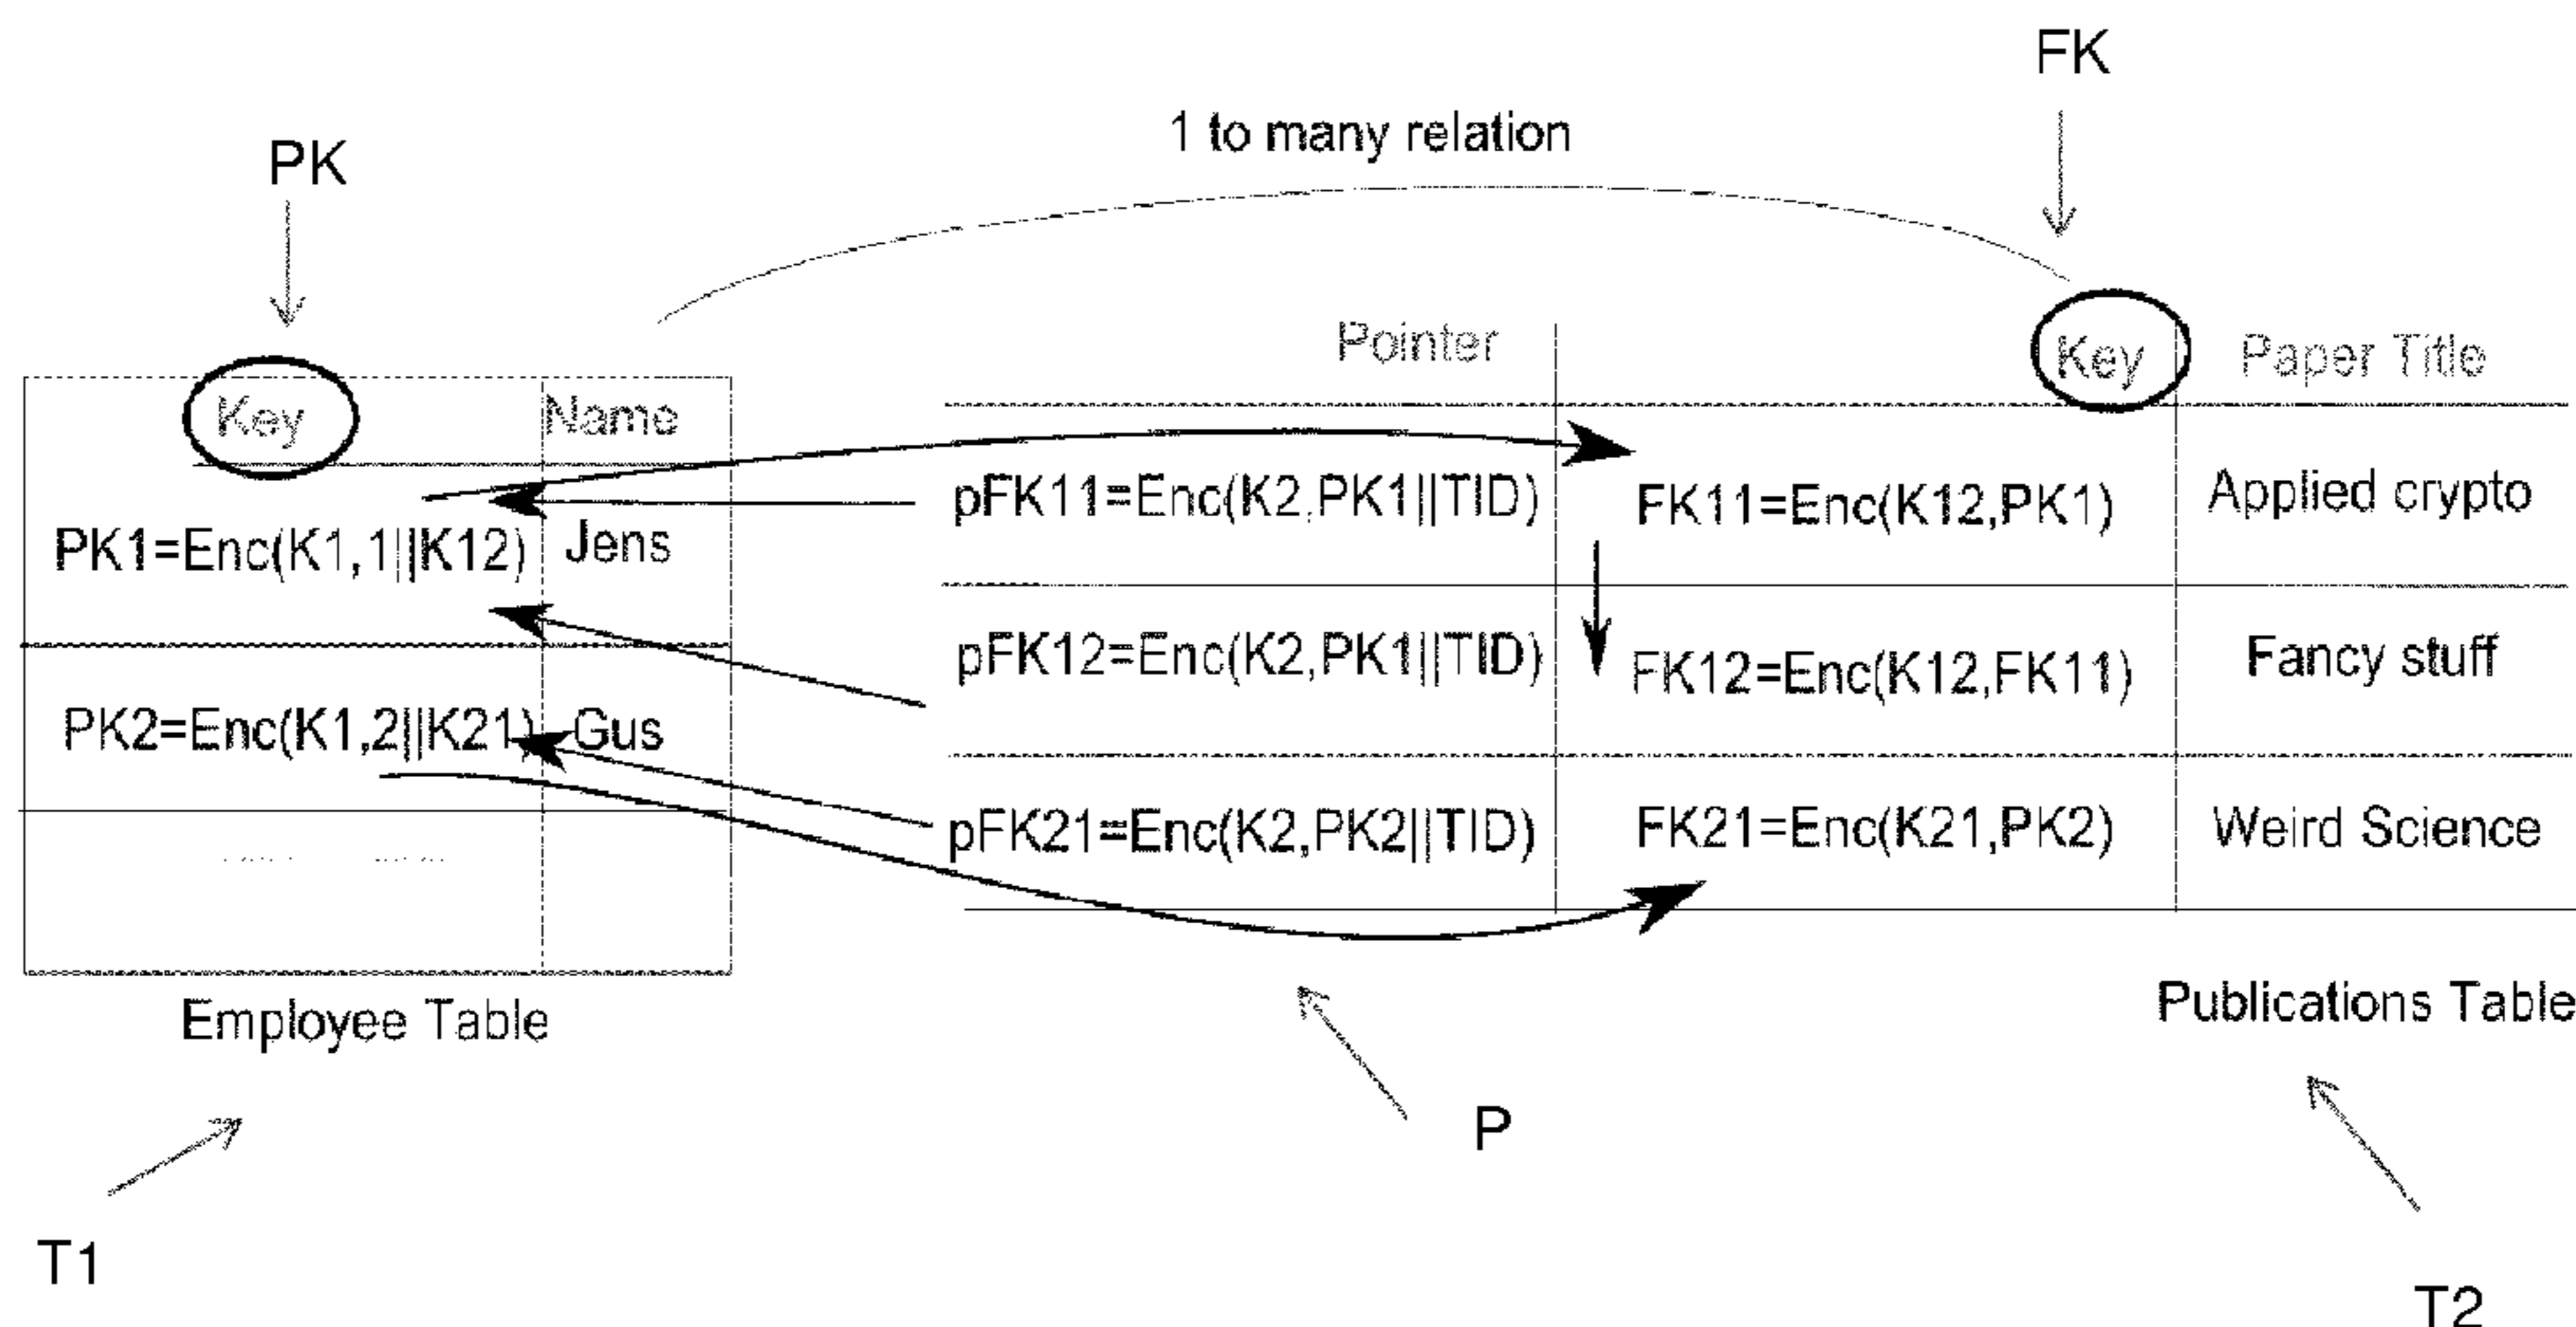 FK
1 to many relation
PK
Pointer
Key Paper Title
Key Name
pFK11=Enc(K2,PK1||TID) FK11=Enc(K12,PK1) Applied crypto
PK1=Enc(K1,1||K12) Jens
pFK12=Enc(K2,PK1||TID) FK12=Enc(K12,FK11) Fancy stuff
PK2=Enc(K1,2||K21) Gus
pFK21=Enc(K2,PK2||TID) FK21=Enc(K21,PK2) Weird Science
Employee Table
Publications Table
P
T1
T2